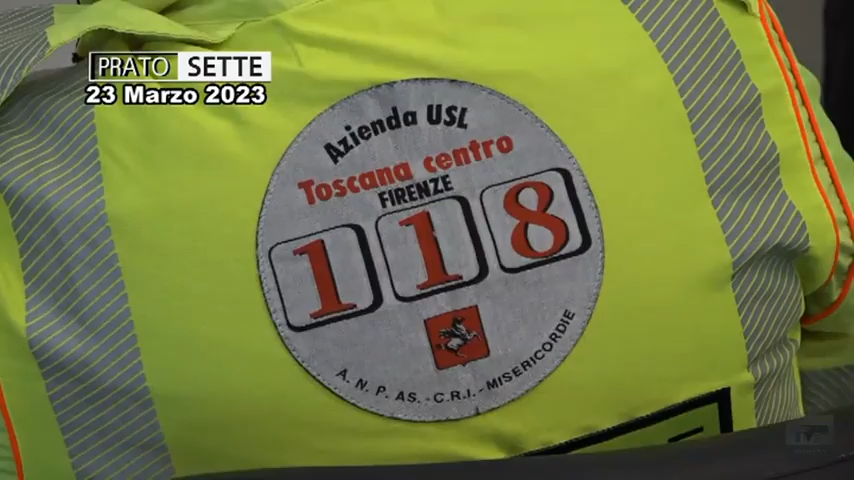 PRATO SETTE
23 Marzo 2023
Azienda USL
Toscana centro
FIRENZE
118
A. N. P. AS. - C.R.I. - MISERICORDIE